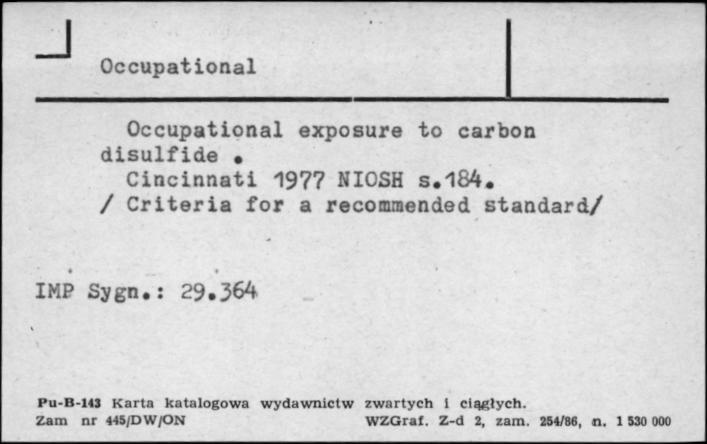 Occupational
Occupational exposure to carbon
disulfide .
Cincinnati 1977 NIOSH s.184.
/ Criteria for a recommended standard/
IMP Sygn.: 29.364
Pu-B-143 Karta katalogowa wydawnictw zwartych i ciągłych.
Zam nr 445/DW/ON WZGraf. Z-d 2, zam. 254/86, n. 1 530 000